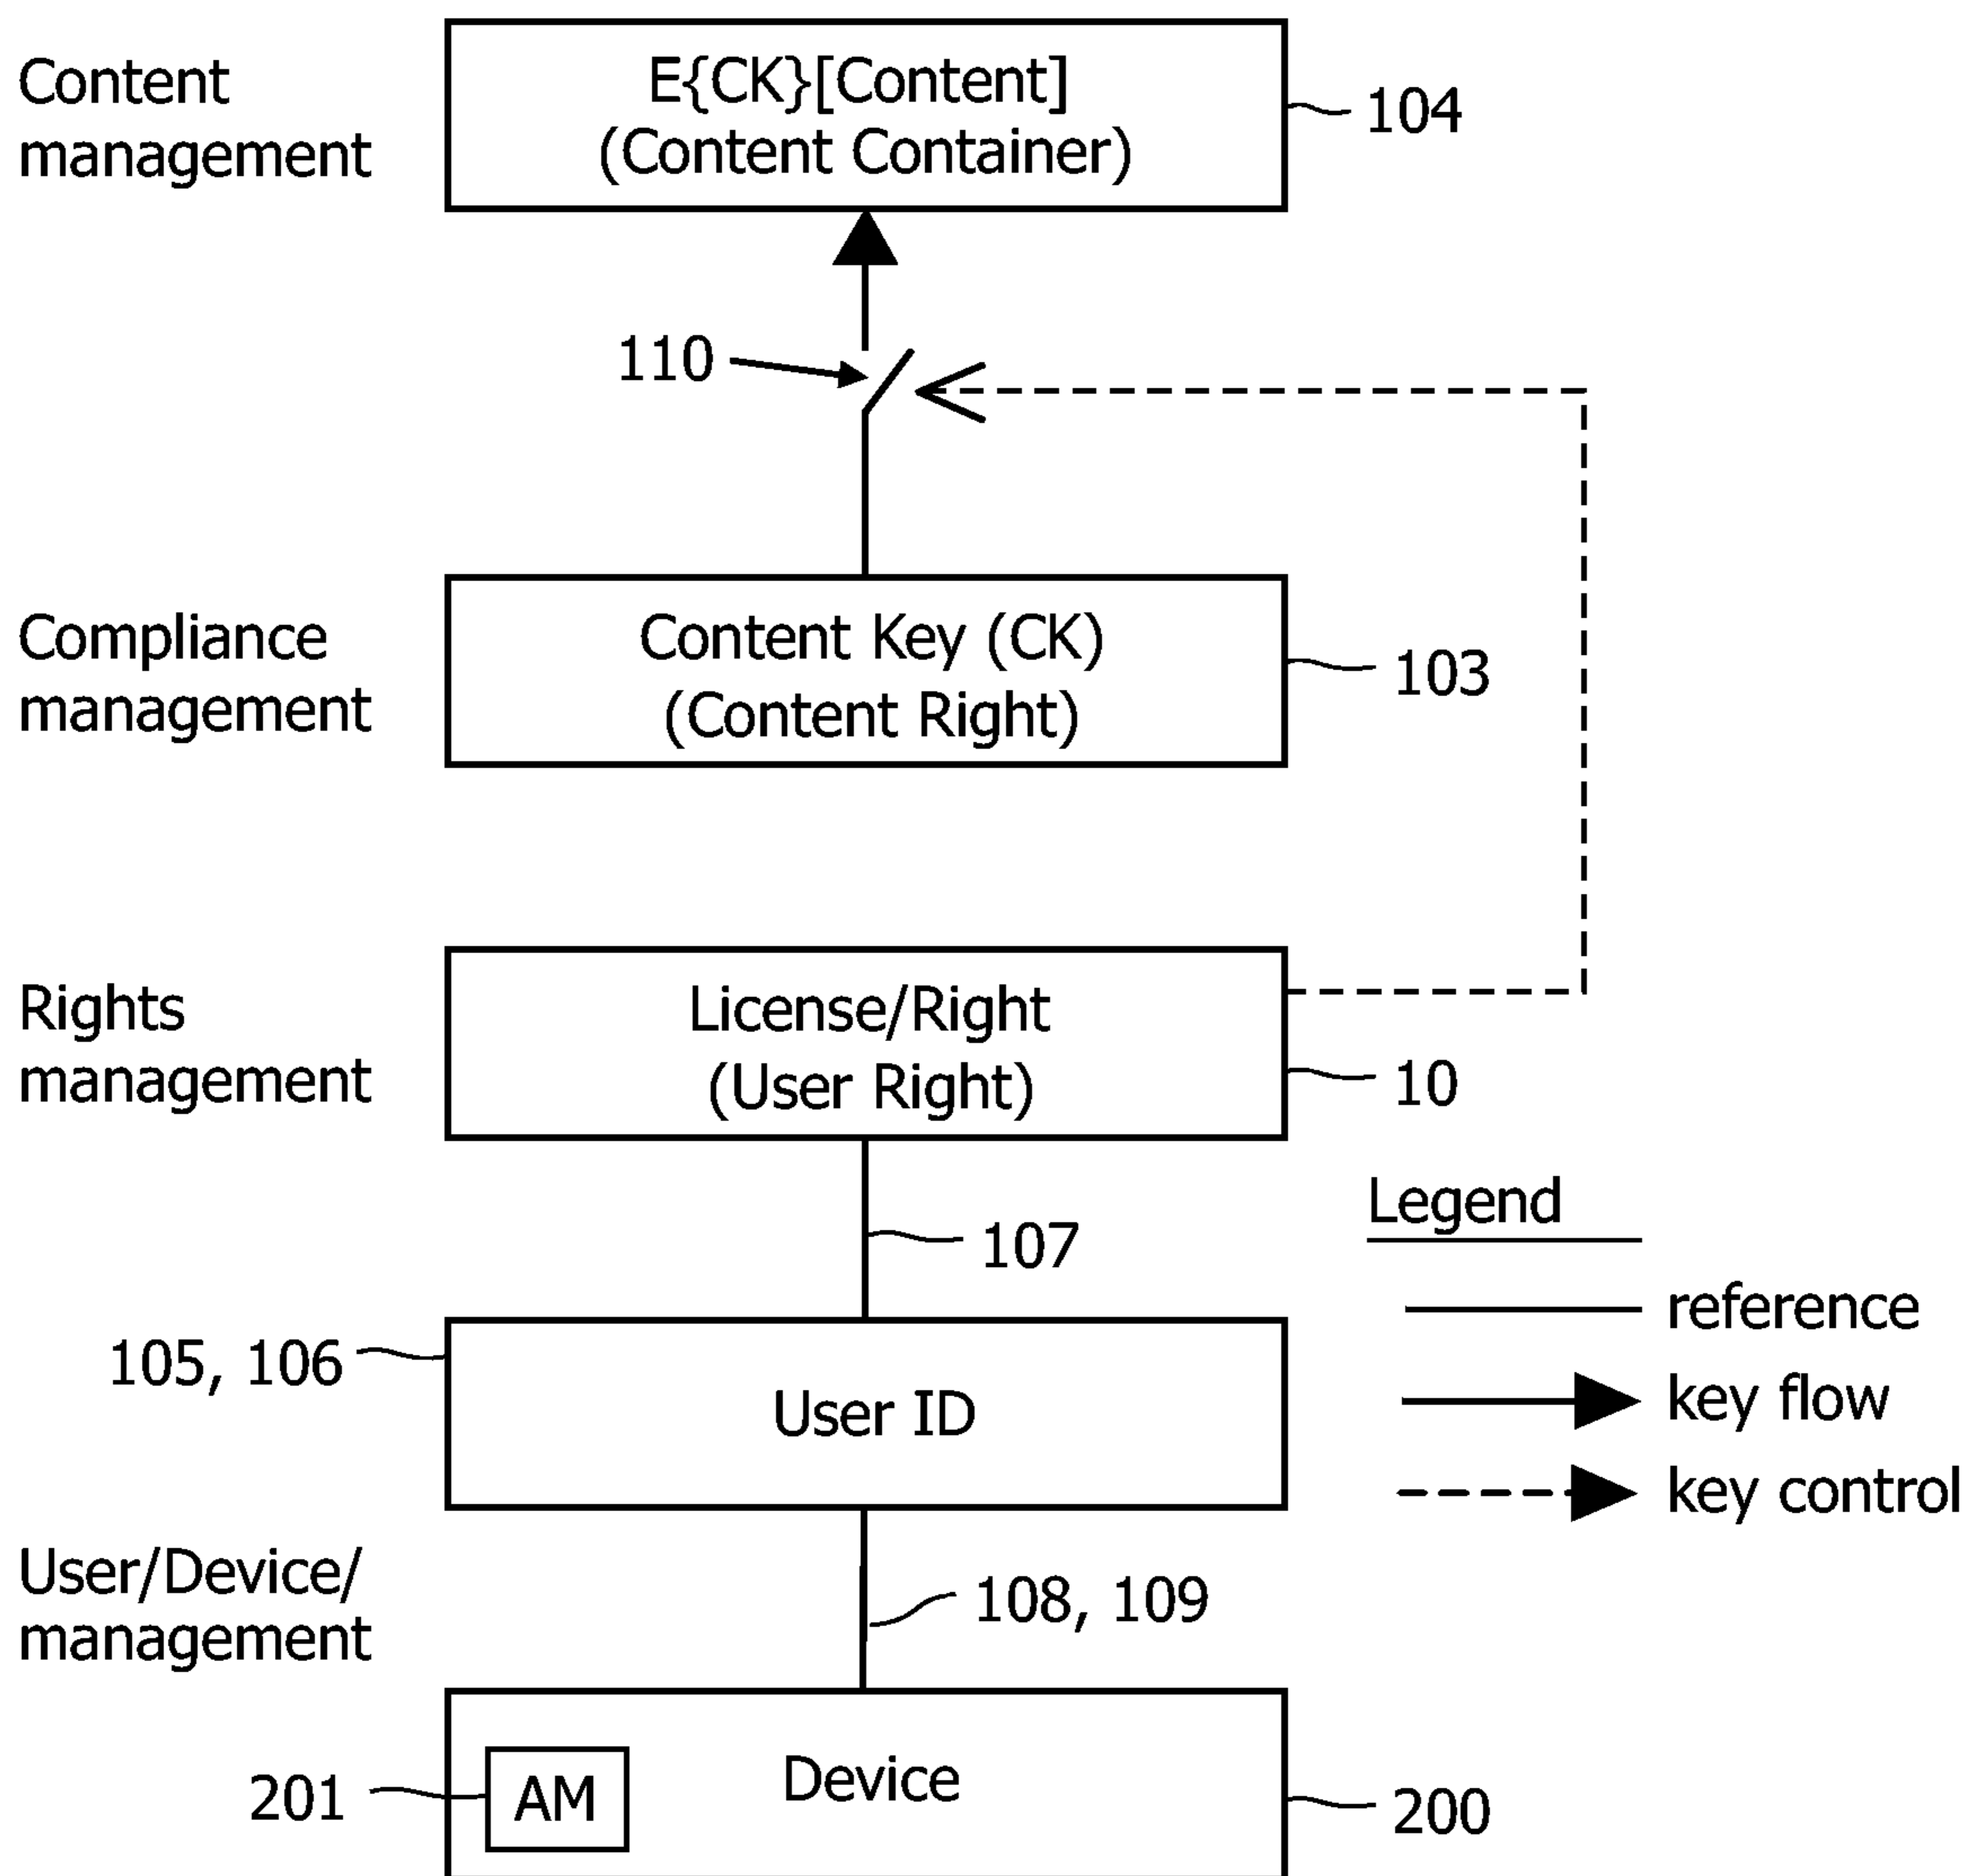 Content
management
E{CK}[Content]
(Content Container)
104
110
Compliance
management
Content Key (CK)
(Content Right)
103
Rights
management
License/Right
(User Right)
10
107
Legend
reference
key flow
key control
105, 106
User ID
User/Device/
management
108, 109
201
AM
Device
200